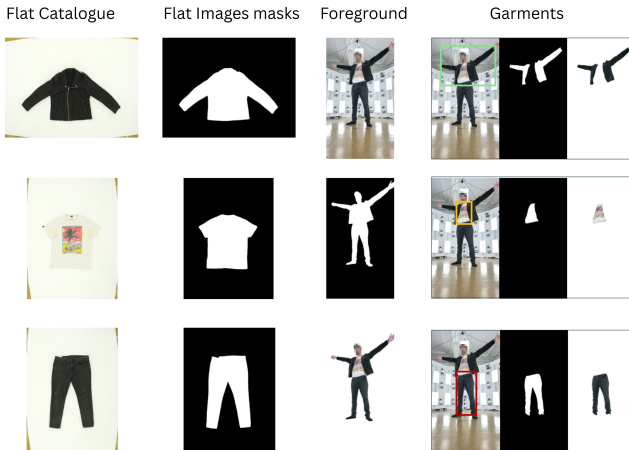 Flat Catalogue
Flat Images masks
Foreground
Garments